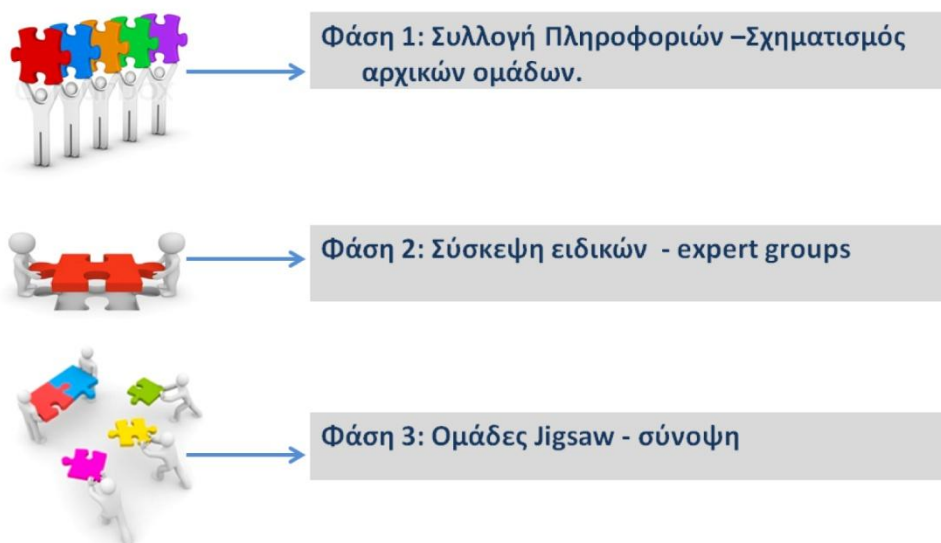 Φάση 1: Συλλογή Πληροφοριών –Σχηματισμός
αρχικών ομάδων.
Φάση 2: Σύσκεψη ειδικών - expert groups
Φάση 3: Ομάδες Jigsaw - σύνοψη